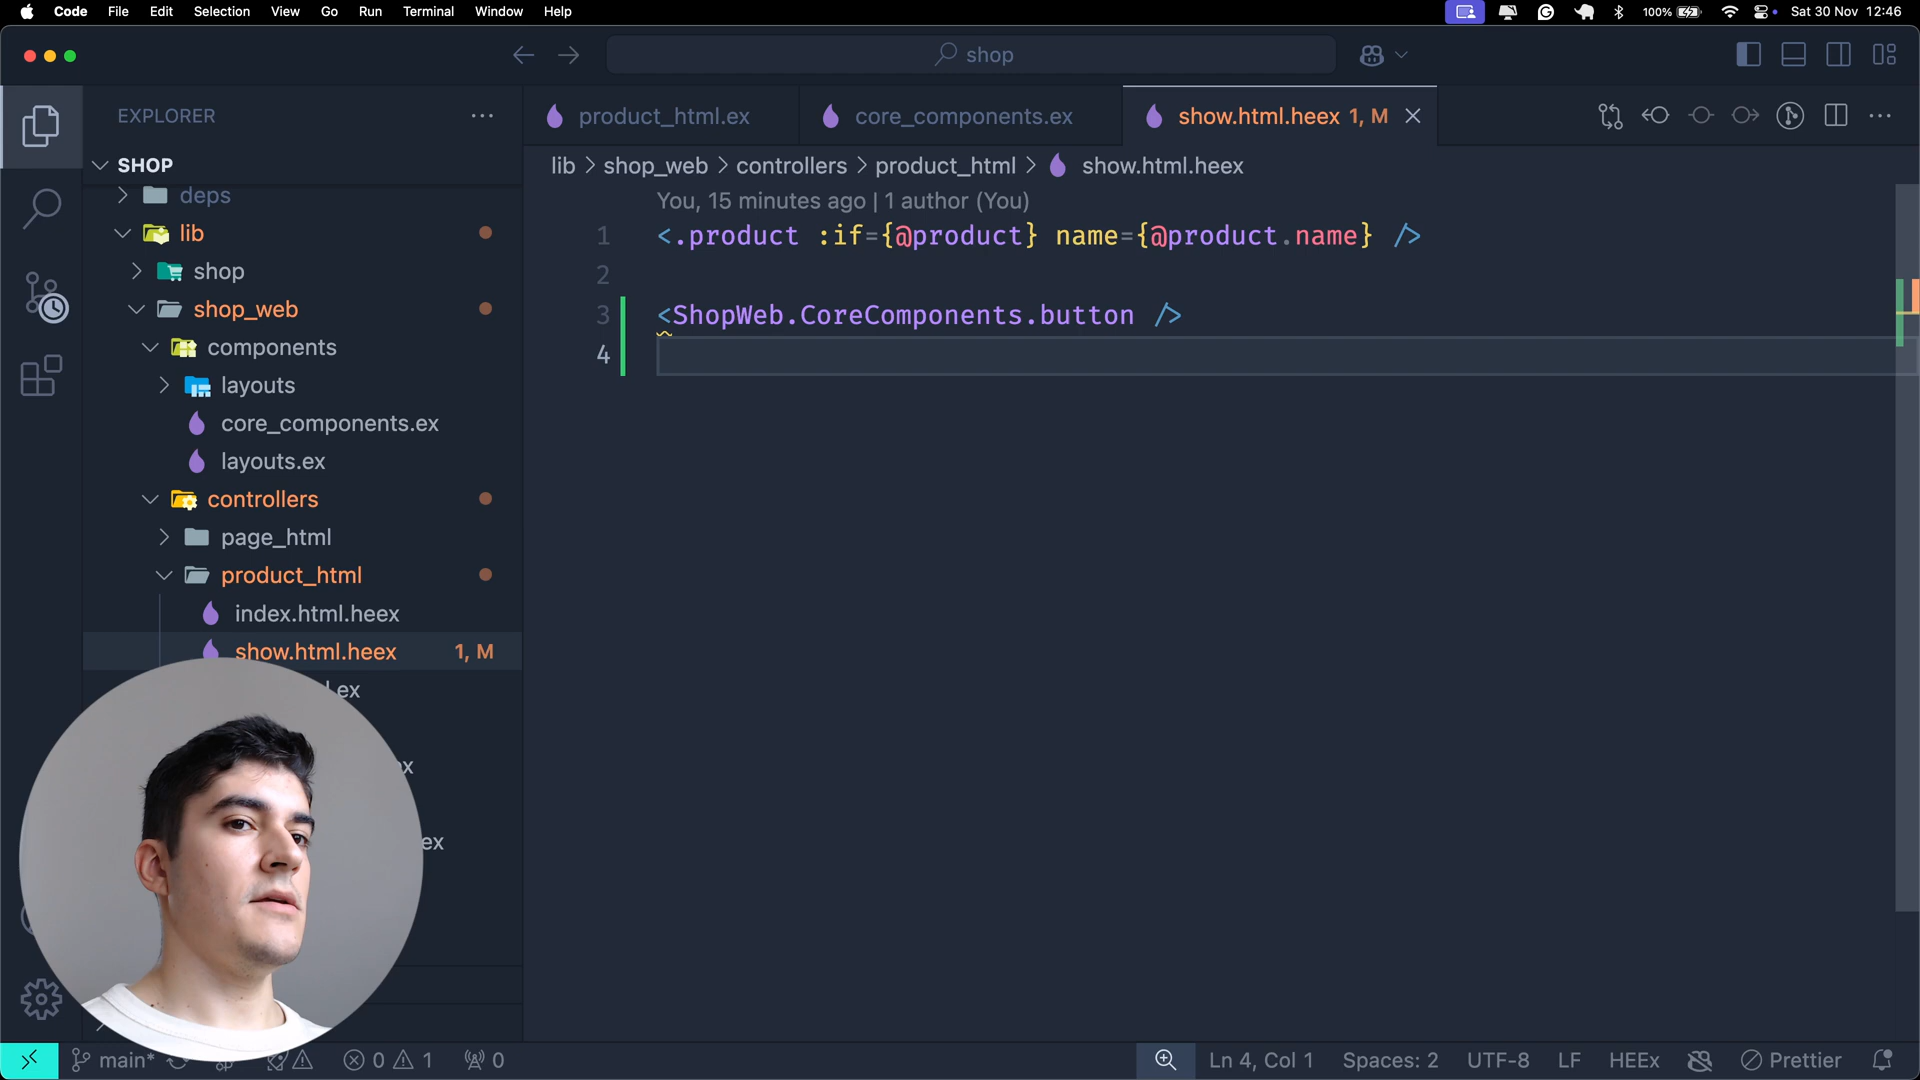 Code File Edit Selection View Go Run Terminal Window Help 100% Sat 30 Nov 12:46
shop
EXPLORER
product_html.ex core_components.ex show.html.heex 1, M
SHOP
lib > shop_web > controllers > product_html > show.html.heex
deps
You, 15 minutes ago | 1 author (You)
lib
1 <.product :if={@product} name={@product.name} />
shop
2
shop_web
3 <ShopWeb.CoreComponents.button />
components
4
layouts
core_components.ex
layouts.ex
controllers
page_html
product_html
index.html.heex
show.html.heex 1, M
.ex
ex
main* 0 1 0 Ln 4, Col 1 Spaces: 2 UTF-8 LF HEEx Prettier